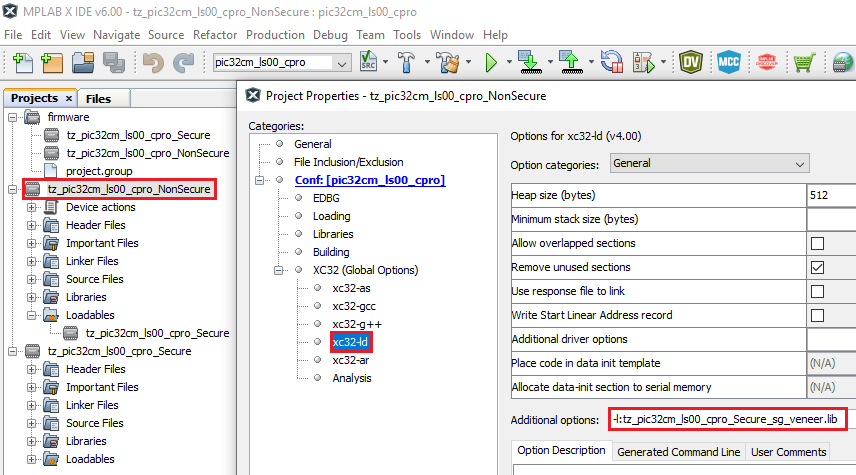 MPLAB X IDE v6.00 - tz_pic32cm_ls00_cpro_NonSecure : pic32cm_ls00_cpro
File Edit View Navigate Source Refactor Production Debug Team Tools Window Help
pic32cm_ls00_cpro
SRC
DV
MCC
Projects × Files
firmware
tz_pic32cm_ls00_cpro_Secure
tz_pic32cm_ls00_cpro_NonSecure
project.group
tz_pic32cm_ls00_cpro_NonSecure
Device actions
Header Files
Important Files
Linker Files
Source Files
Libraries
Loadables
tz_pic32cm_ls00_cpro_Secure
tz_pic32cm_ls00_cpro_Secure
Header Files
Important Files
Linker Files
Source Files
Libraries
Loadables
Project Properties - tz_pic32cm_ls00_cpro_NonSecure
Categories:
General
File Inclusion/Exclusion
Conf: [pic32cm_ls00_cpro]
EDBG
Loading
Libraries
Building
XC32 (Global Options)
xc32-as
xc32-gcc
xc32-g++
xc32-ld
xc32-ar
Analysis
Options for xc32-ld (v4.00)
Option categories: General
Heap size (bytes) 512
Minimum stack size (bytes)
Allow overlapped sections
Remove unused sections
Use response file to link
Write Start Linear Address record
Additional driver options
Place code in data init template (N/A)
Allocate data-init section to serial memory (N/A)
Additional options: -l:tz_pic32cm_ls00_cpro_Secure_sg_veneer.lib
Option Description Generated Command Line User Comments